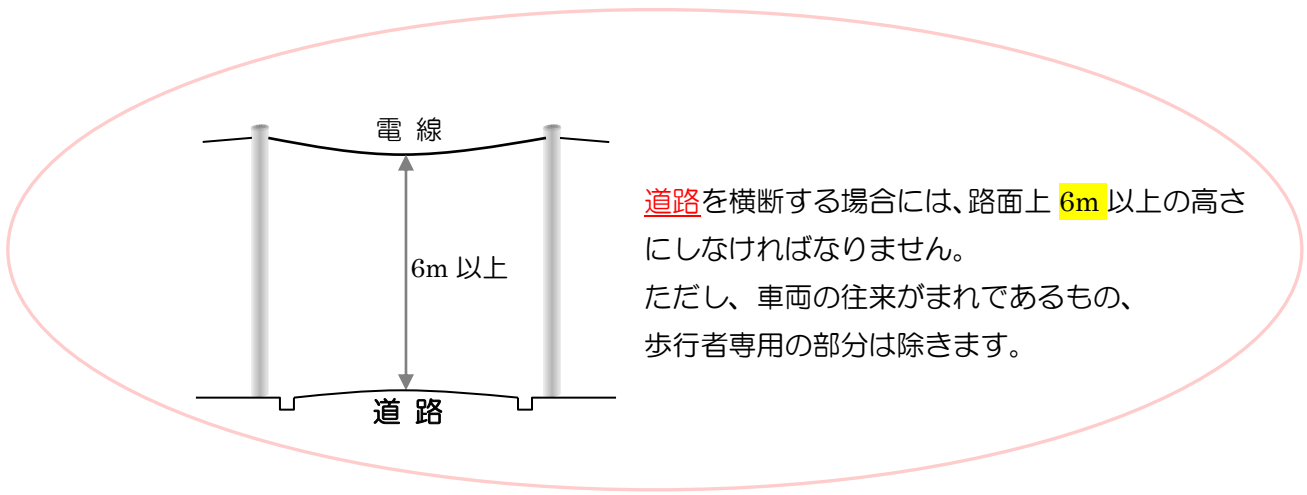 電 線
6m 以上
道 路
道路を横断する場合には、路面上 6m 以上の高さ
にしなければなりません。
ただし、車両の往来がまれであるもの、
歩行者専用の部分は除きます。